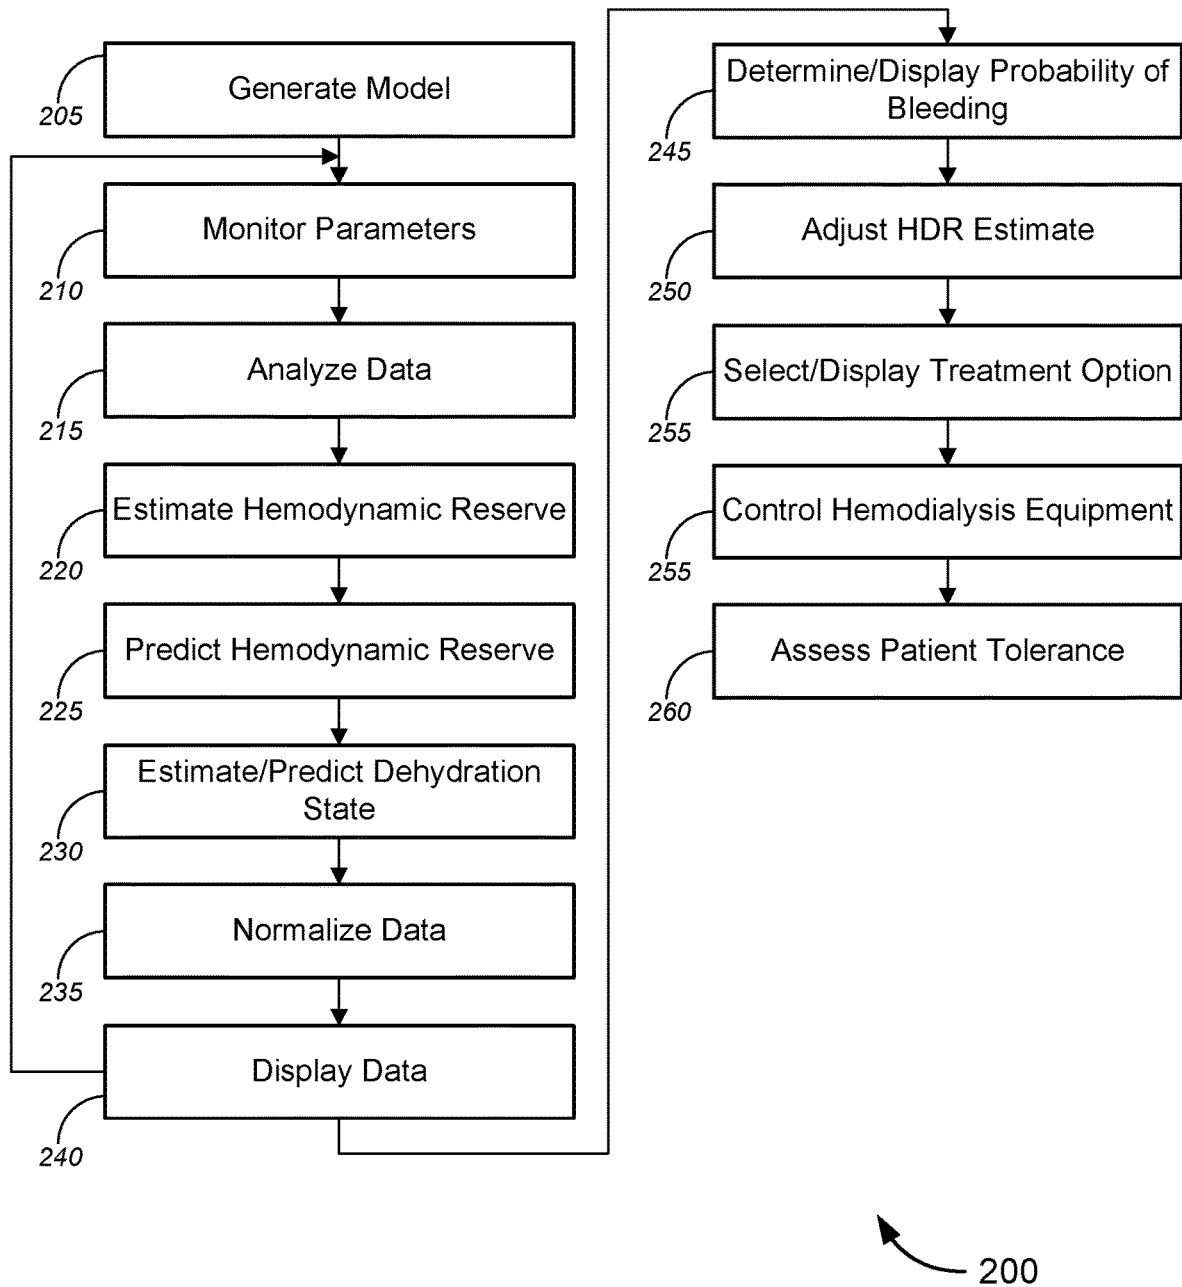 Generate Model
205
Monitor Parameters
210
Analyze Data
215
Estimate Hemodynamic Reserve
220
Predict Hemodynamic Reserve
225
Estimate/Predict Dehydration
State
230
Normalize Data
235
Display Data
240
Determine/Display Probability of
Bleeding
245
Adjust HDR Estimate
250
Select/Display Treatment Option
255
Control Hemodialysis Equipment
255
Assess Patient Tolerance
260
200